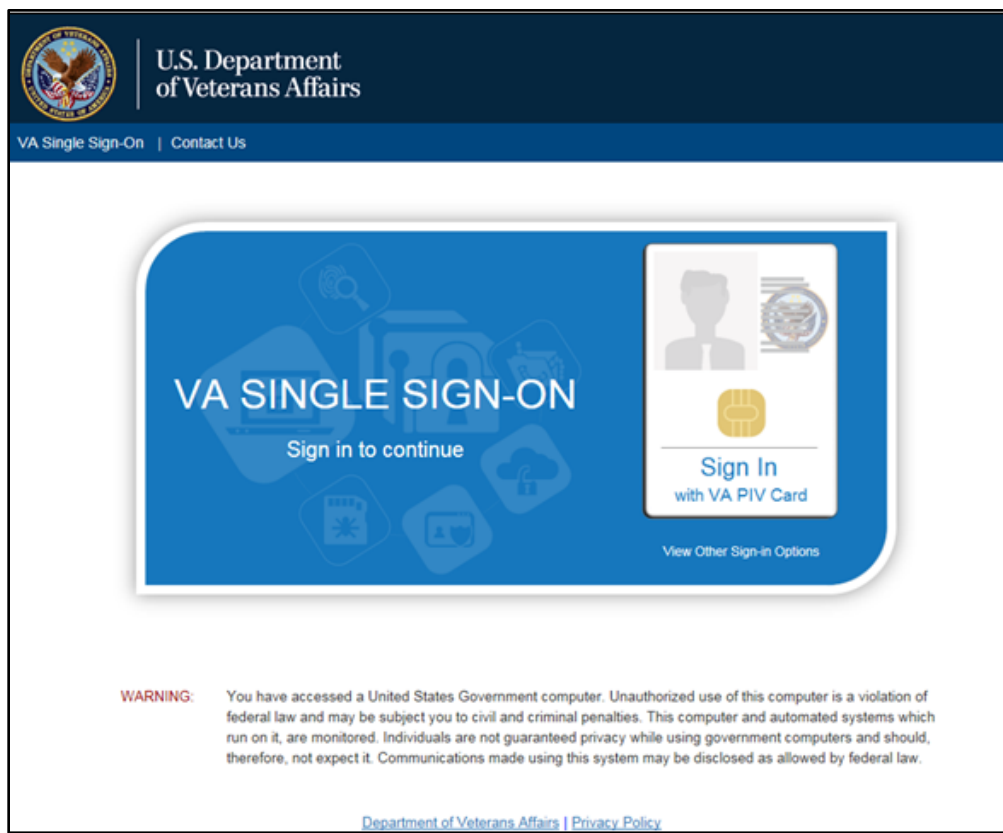 U.S. Department
of Veterans Affairs
VA Single Sign-On | Contact Us
VA SINGLE SIGN-ON
Sign in to continue
Sign In
with VA PIV Card
View Other Sign-in Options
WARNING: You have accessed a United States Government computer. Unauthorized use of this computer is a violation of
federal law and may be subject you to civil and criminal penalties. This computer and automated systems which
run on it, are monitored. Individuals are not guaranteed privacy while using government computers and should,
therefore, not expect it. Communications made using this system may be disclosed as allowed by federal law.
Department of Veterans Affairs | Privacy Policy